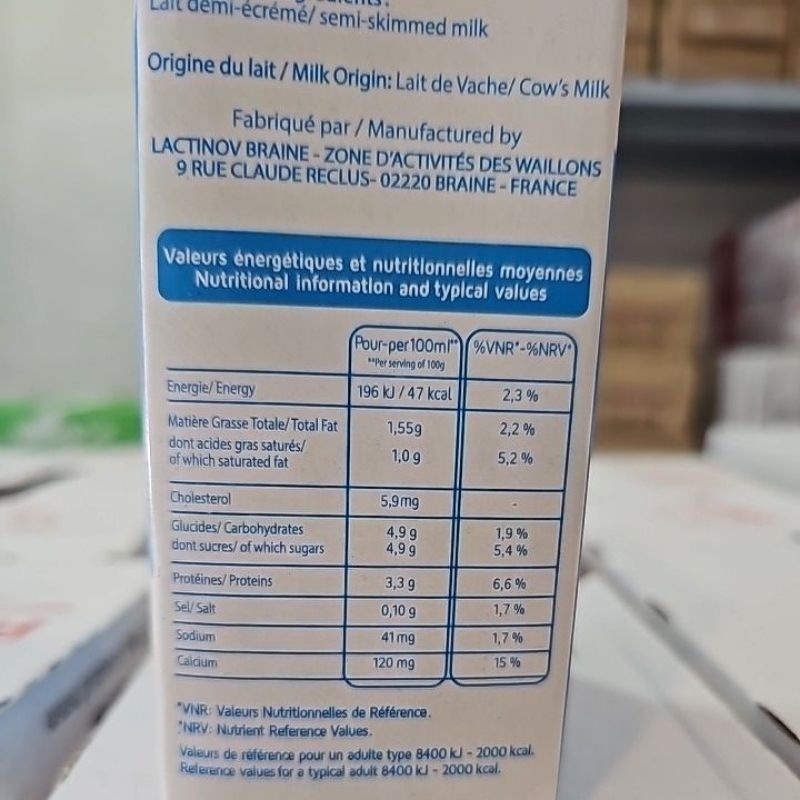 Lait demi-écrémé/ semi-skimmed milk
Origine du lait / Milk Origin: Lait de Vache/ Cow's Milk
Fabriqué par / Manufactured by
LACTINOV BRAINE - ZONE D'ACTIVITÉS DES WAILLONS
9 RUE CLAUDE RECLUS- 02220 BRAINE - FRANCE
Valeurs énergétiques et nutritionnelles moyennes
Nutritional information and typical values
Pour-per 100ml** %VNR*-%NRV*
**Per serving of 100g
Energie/ Energy 196 kJ / 47 kcal 2,3 %
Matière Grasse Totale/ Total Fat 1,55g 2,2 %
dont acides gras saturés/
of which saturated fat 1,0 g 5,2 %
Cholesterol 5,9mg -
Glucides/ Carbohydrates 4,9 g 1,9 %
dont sucres/ of which sugars 4,9 g 5,4 %
Protéines/ Proteins 3,3 g 6,6 %
Sel/ Salt 0,10 g 1,7 %
Sodium 41 mg 1,7 %
Calcium 120 mg 15 %
*VNR: Valeurs Nutritionnelles de Référence.
*NRV: Nutrient Reference Values.
Valeurs de référence pour un adulte type 8400 kJ - 2000 kcal.
Reference values for a typical adult 8400 kJ - 2000 kcal.